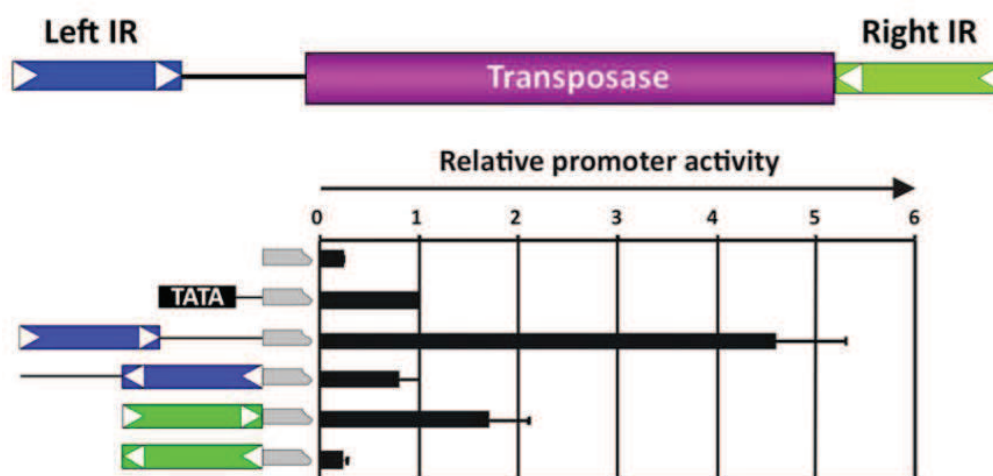 Left IR
Right IR
Transposase
Relative promoter activity
0 1 2 3 4 5 6
TATA